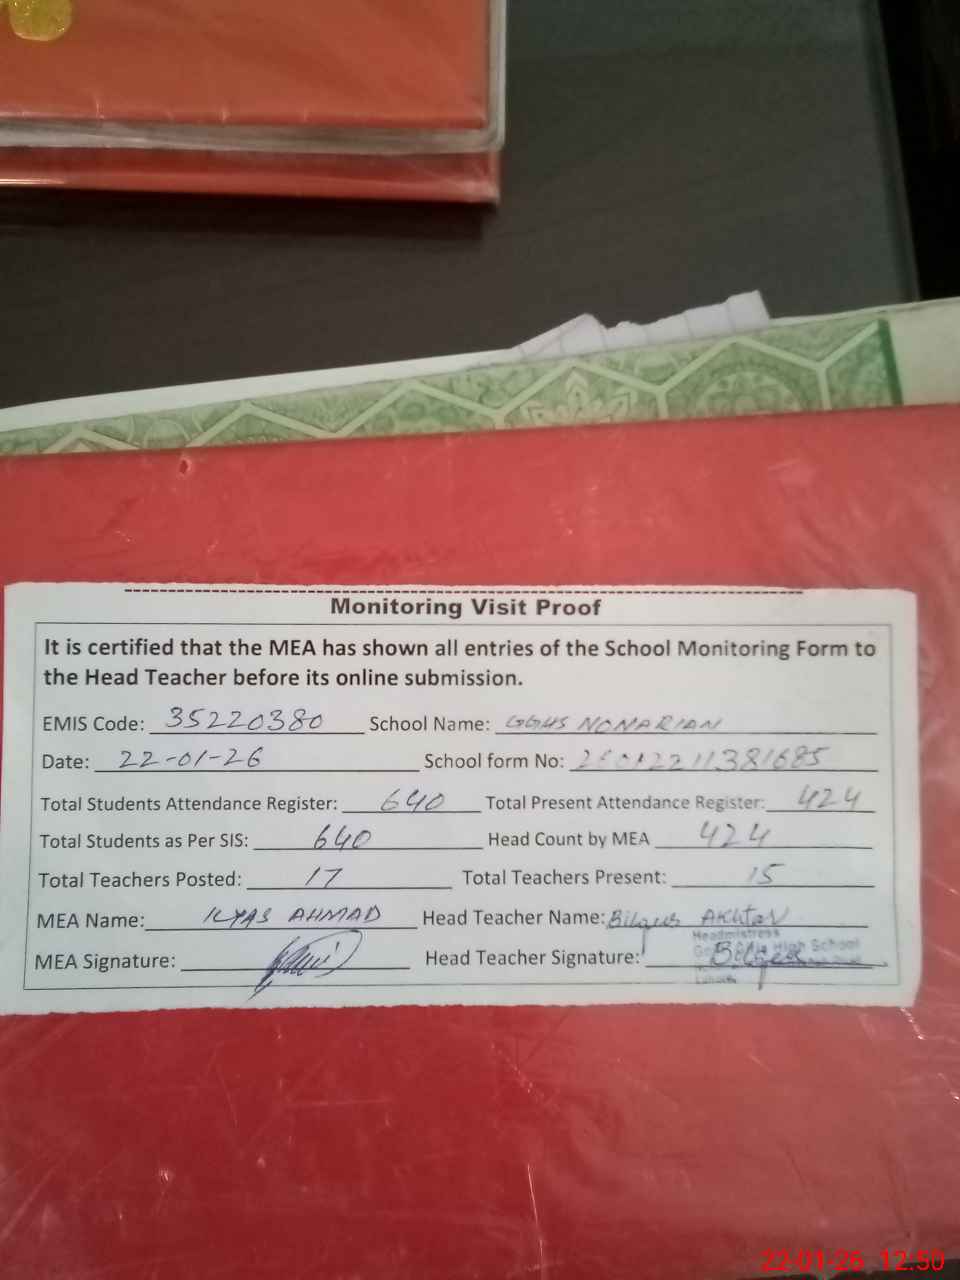 Monitoring Visit Proof
It is certified that the MEA has shown all entries of the School Monitoring Form to
the Head Teacher before its online submission.
EMIS Code: 35220380 School Name: GGHS NONARIAN
Date: 22-01-26 School form No:
Total Students Attendance Register: 640 Total Present Attendance Register: 424
Total Students as Per SIS: 640 Head Count by MEA 424
Total Teachers Posted: 17 Total Teachers Present: 15
MEA Name: ILYAS AHMAD Head Teacher Name: Bilqees Akhtar
Headmistress
High School
MEA Signature: Head Teacher Signature:
Lahore
22-01-26 12:50